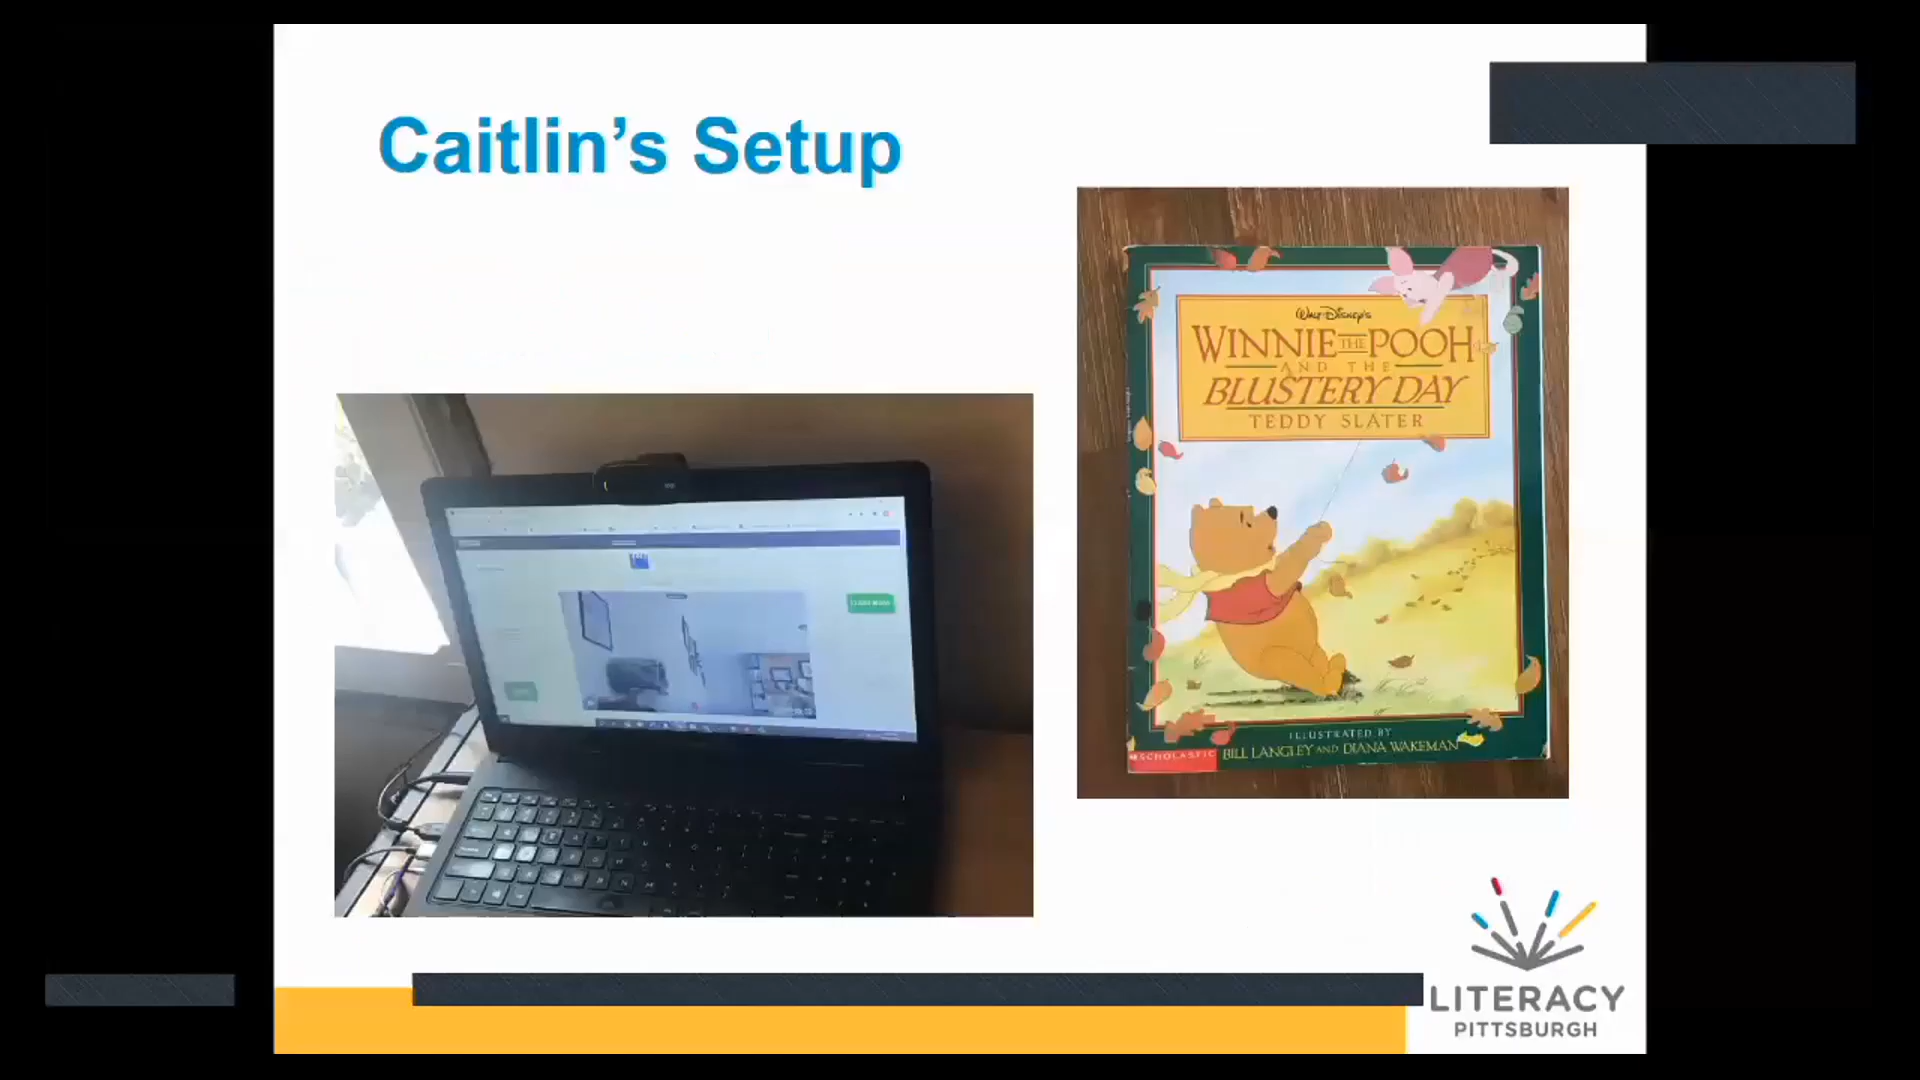 Caitlin’s Setup
WALT DISNEY'S
WINNIE THE POOH
AND THE
BLUSTERY DAY
TEDDY SLATER
ILLUSTRATED BY
BILL LANGLEY AND DIANA WAKEMAN
SCHOLASTIC
LITERACY
PITTSBURGH